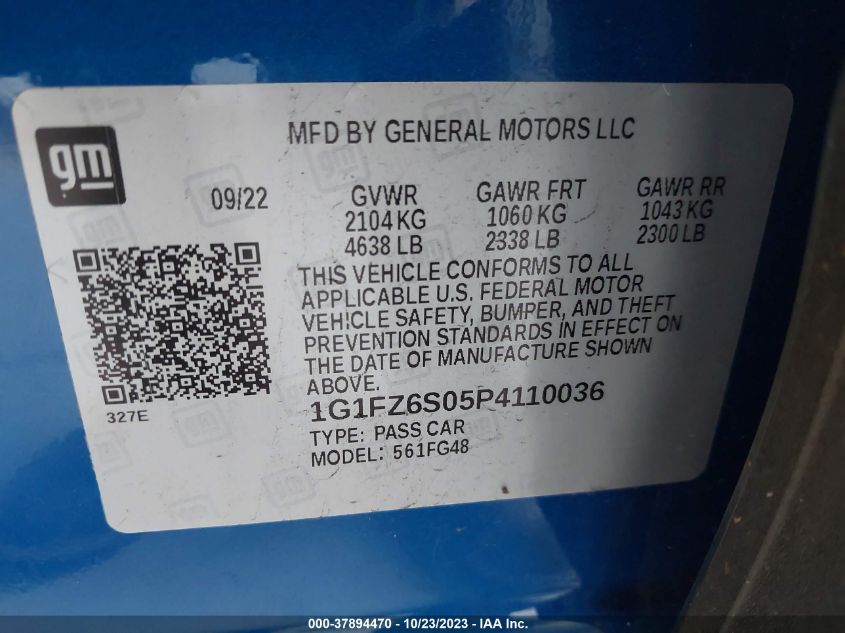 gm
MFD BY GENERAL MOTORS LLC
09/22
GVWR
2104 KG
4638 LB
GAWR FRT
1060 KG
2338 LB
GAWR RR
1043 KG
2300 LB
THIS VEHICLE CONFORMS TO ALL
APPLICABLE U.S. FEDERAL MOTOR
VEHICLE SAFETY, BUMPER, AND THEFT
PREVENTION STANDARDS IN EFFECT ON
THE DATE OF MANUFACTURE SHOWN
ABOVE.
327E
1G1FZ6S05P4110036
TYPE: PASS CAR
MODEL: 561FG48
000-37894470 - 10/23/2023 - IAA Inc.